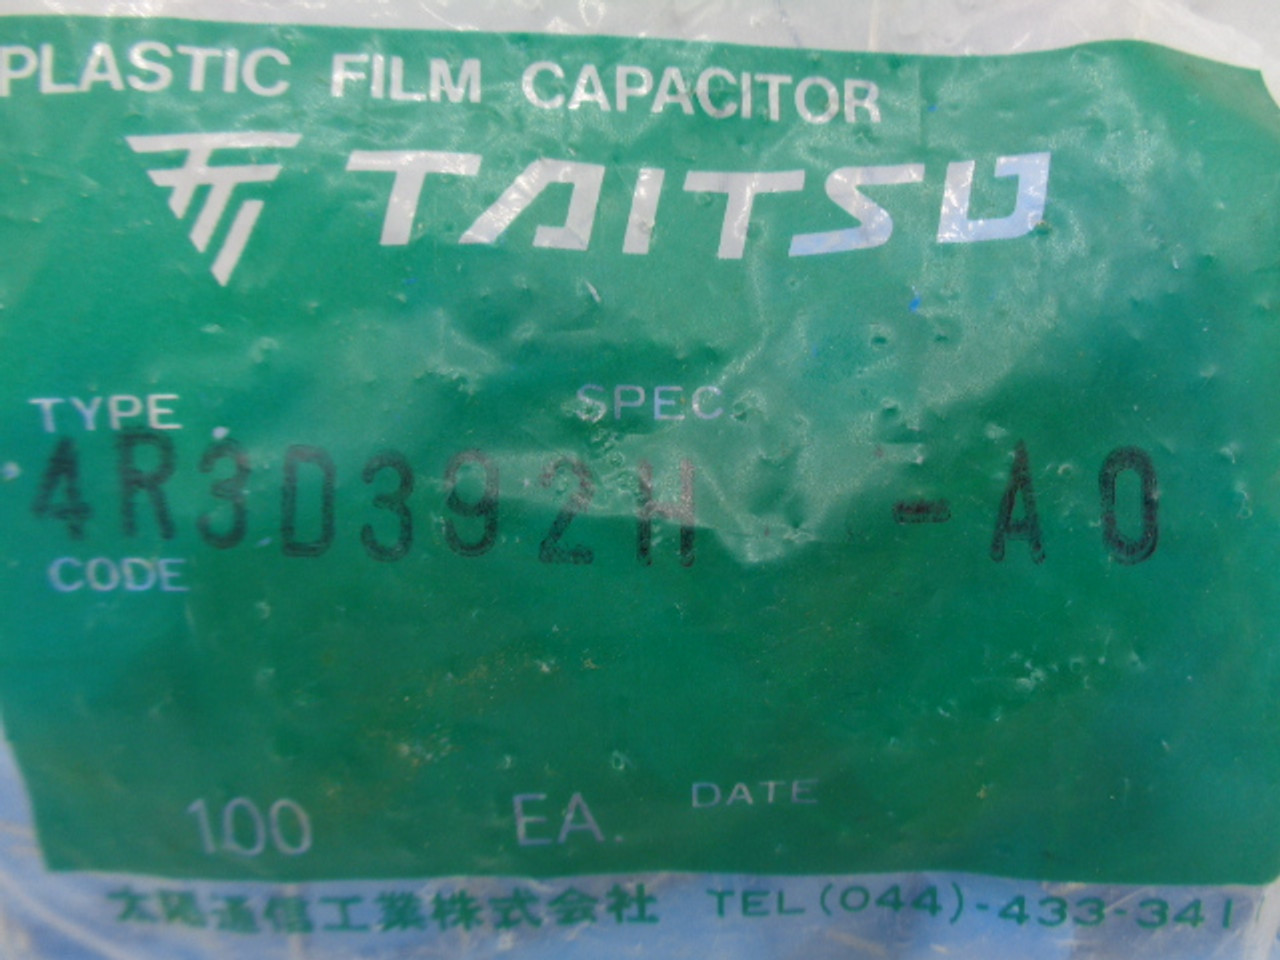 PLASTIC FILM CAPACITOR
TAITSU
TYPE SPEC
4R3D392H -A0
CODE
100 EA. DATE
太陽通信工業株式会社 TEL(044)-433-341